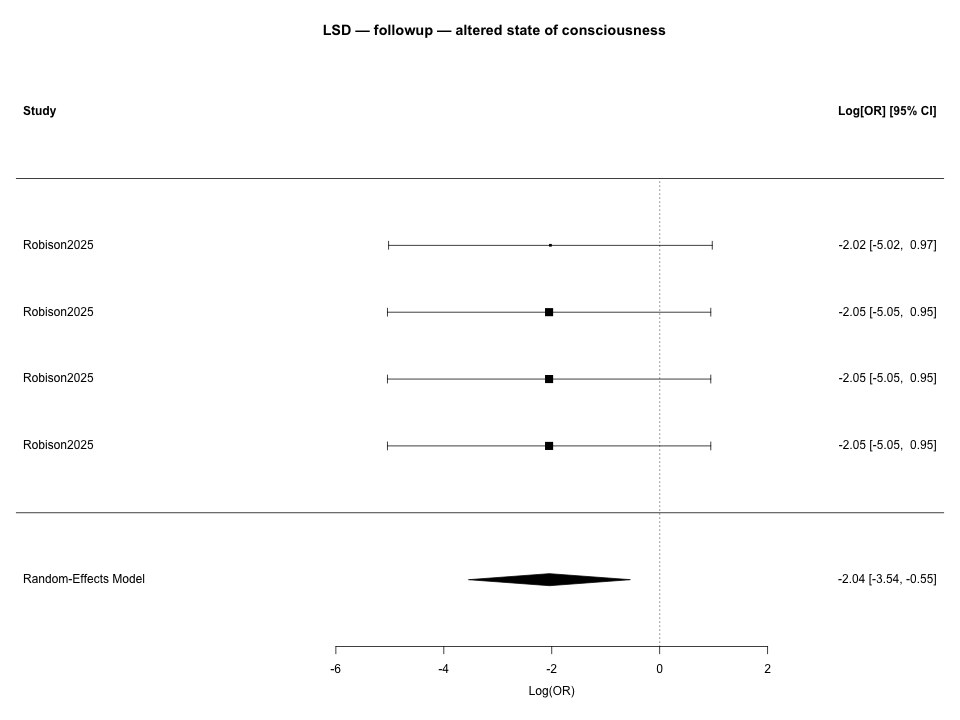 LSD — followup — altered state of consciousness
Study Log[OR] [95% CI]
Robison2025 -2.02 [-5.02, 0.97]
Robison2025 -2.05 [-5.05, 0.95]
Robison2025 -2.05 [-5.05, 0.95]
Robison2025 -2.05 [-5.05, 0.95]
Random-Effects Model -2.04 [-3.54, -0.55]
-6 -4 -2 0 2
Log(OR)